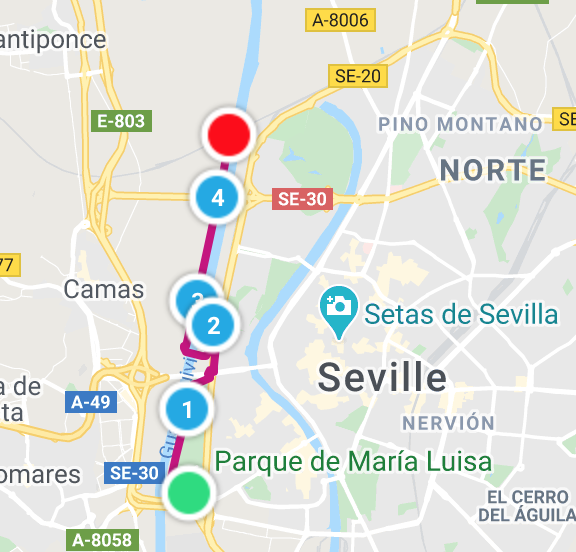 A-8006
antiponce
SE-20
E-803
PINO MONTANO
SE
NORTE
4
SE-30
77
Camas
3
2
Setas de Sevilla
Seville
a de
ta
A-49
1
NERVIÓN
Parque de María Luisa
omares
SE-30
EL CERRO
DEL ÁGUILA
A-8058